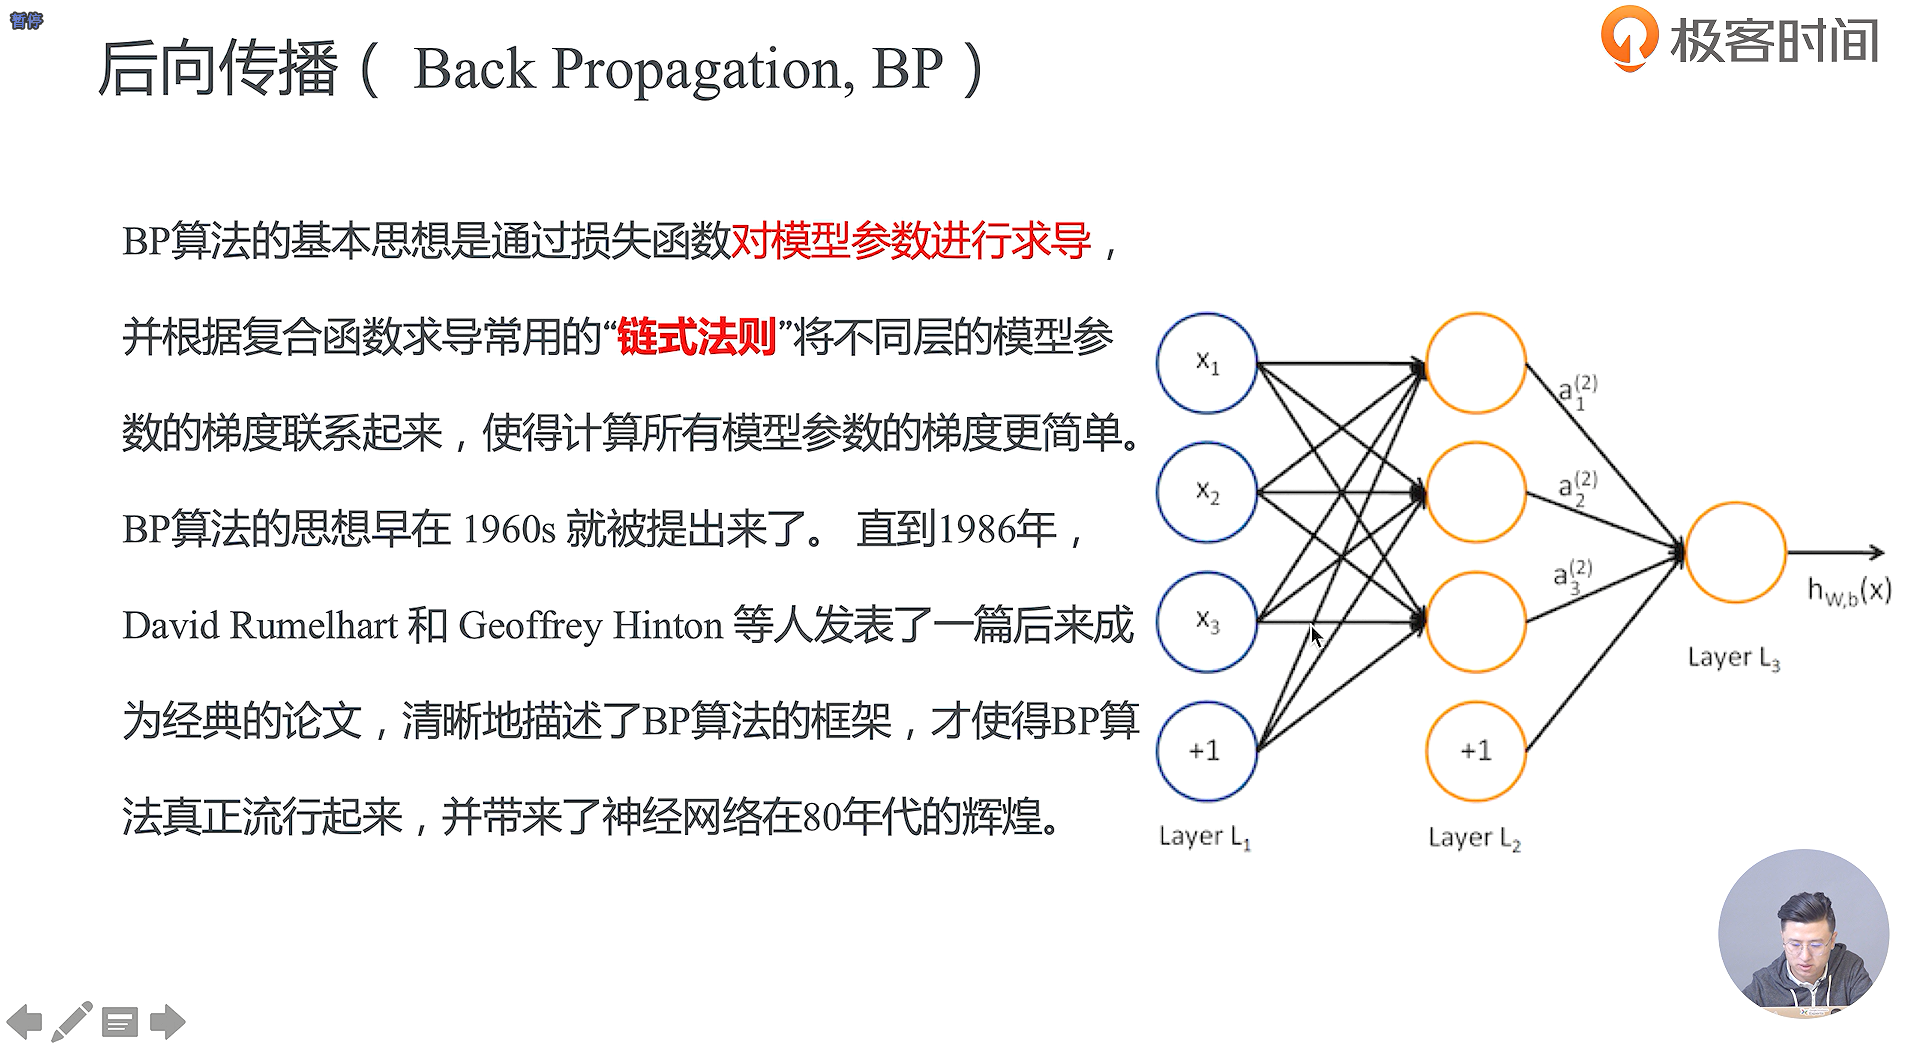 暂停
后向传播（ Back Propagation, BP ）
极客时间
BP算法的基本思想是通过损失函数对模型参数进行求导，
并根据复合函数求导常用的“链式法则”将不同层的模型参
数的梯度联系起来，使得计算所有模型参数的梯度更简单。
BP算法的思想早在 1960s 就被提出来了。 直到1986年，
David Rumelhart 和 Geoffrey Hinton 等人发表了一篇后来成
为经典的论文，清晰地描述了BP算法的框架，才使得BP算
法真正流行起来，并带来了神经网络在80年代的辉煌。
x₁
x₂
x₃
+1
Layer L₁
+1
Layer L₂
a₁⁽²⁾
a₂⁽²⁾
a₃⁽²⁾
h_{W,b}(x)
Layer L₃